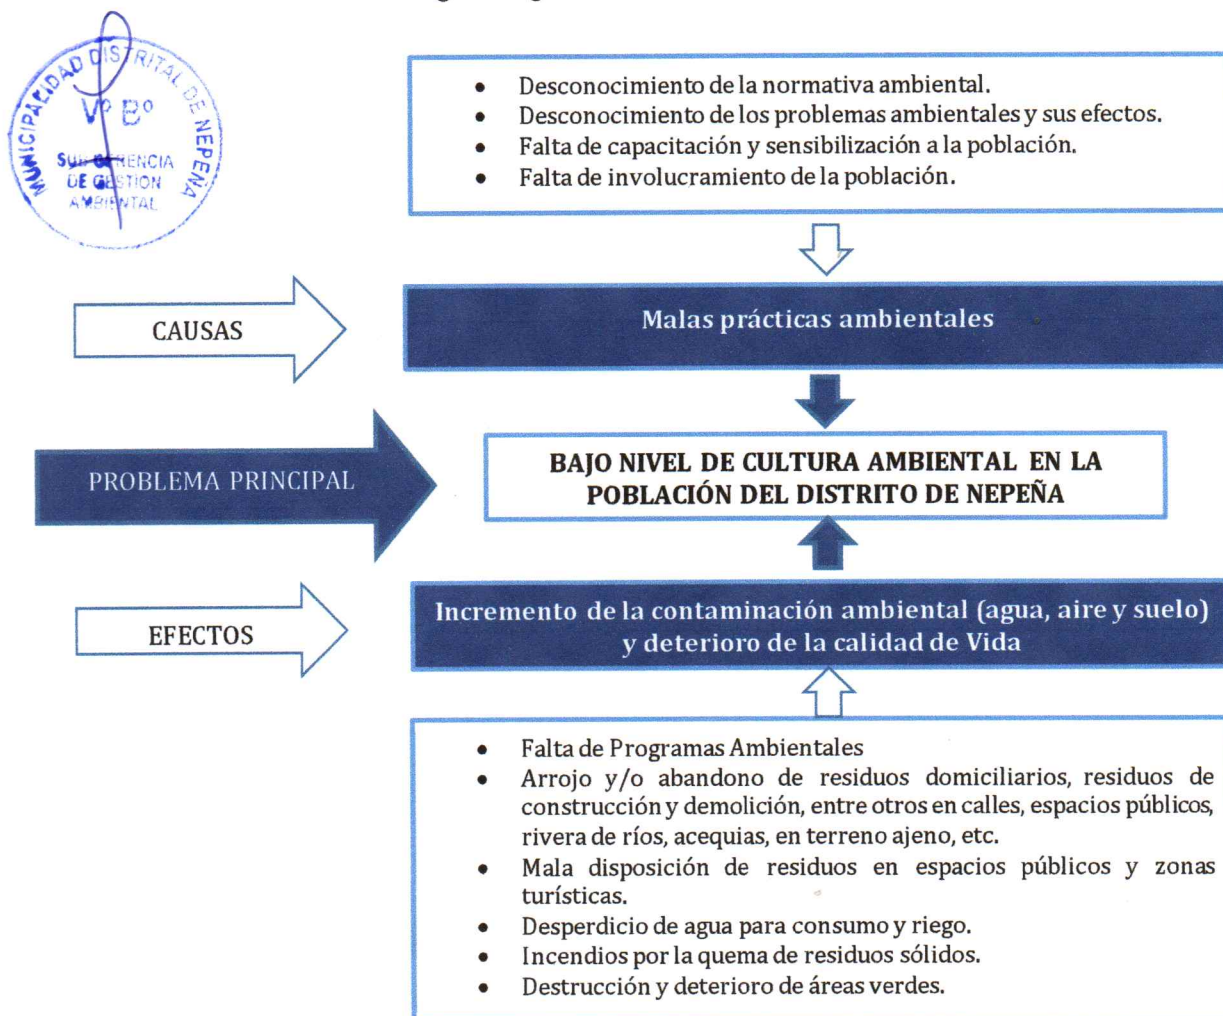 MUNICIPALIDAD DISTRITAL DE NEPEÑA
Vº Bº
SUB GERENCIA
DE GESTION
AMBIENTAL
• Desconocimiento de la normativa ambiental.
• Desconocimiento de los problemas ambientales y sus efectos.
• Falta de capacitación y sensibilización a la población.
• Falta de involucramiento de la población.
CAUSAS
Malas prácticas ambientales
PROBLEMA PRINCIPAL
BAJO NIVEL DE CULTURA AMBIENTAL EN LA
POBLACIÓN DEL DISTRITO DE NEPEÑA
EFECTOS
Incremento de la contaminación ambiental (agua, aire y suelo)
y deterioro de la calidad de Vida
• Falta de Programas Ambientales
• Arrojo y/o abandono de residuos domiciliarios, residuos de
construcción y demolición, entre otros en calles, espacios públicos,
rivera de ríos, acequias, en terreno ajeno, etc.
• Mala disposición de residuos en espacios públicos y zonas
turísticas.
• Desperdicio de agua para consumo y riego.
• Incendios por la quema de residuos sólidos.
• Destrucción y deterioro de áreas verdes.